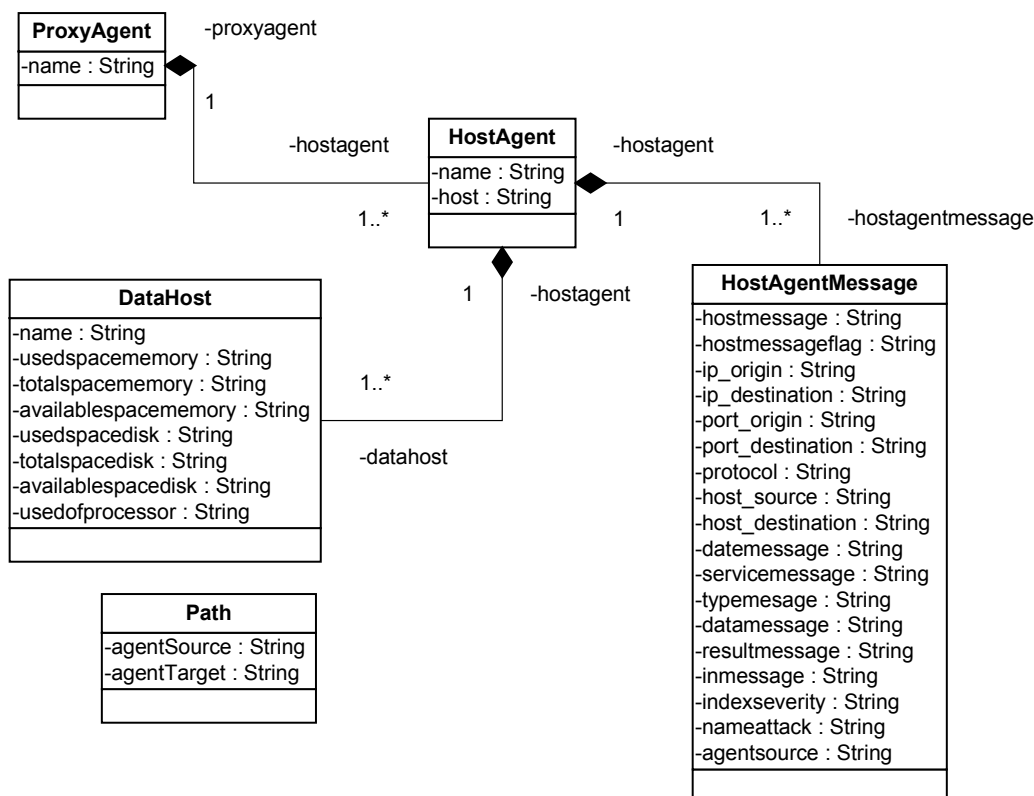 ProxyAgent
-name : String
-proxyagent
1
-hostagent
1..*
HostAgent
-name : String
-host : String
-hostagent
1
1..*
-hostagentmessage
1
-hostagent
1..*
-datahost
DataHost
-name : String
-usedspacememory : String
-totalspacememory : String
-availablespacememory : String
-usedspacedisk : String
-totalspacedisk : String
-availablespacedisk : String
-usedofprocessor : String
HostAgentMessage
-hostmessage : String
-hostmessageflag : String
-ip_origin : String
-ip_destination : String
-port_origin : String
-port_destination : String
-protocol : String
-host_source : String
-host_destination : String
-datemessage : String
-servicemessage : String
-typemesage : String
-datamessage : String
-resultmessage : String
-inmessage : String
-indexseverity : String
-nameattack : String
-agentsource : String
Path
-agentSource : String
-agentTarget : String